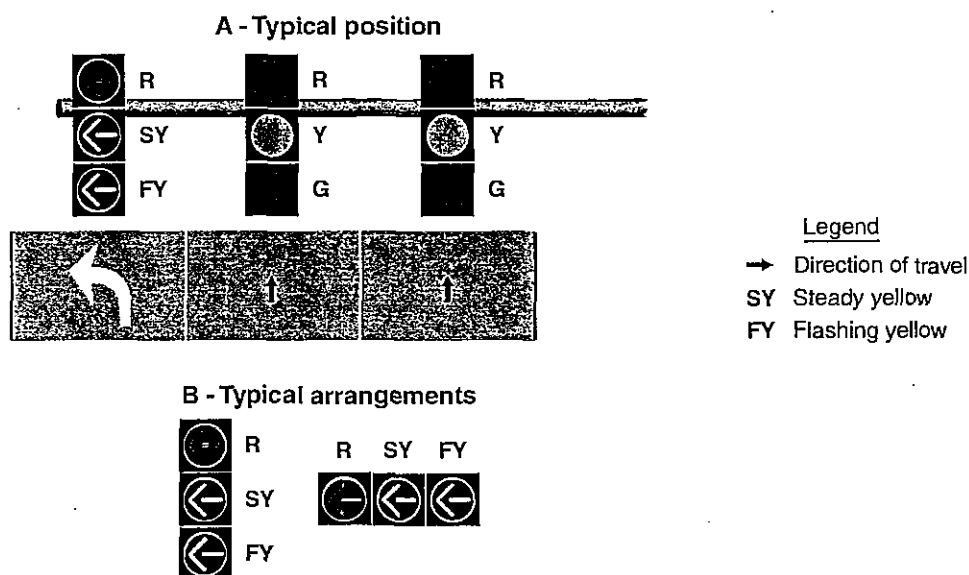 A - Typical position
R R R
SY Y Y
FY G G
Legend
Direction of travel
SY Steady yellow
FY Flashing yellow
B - Typical arrangements
R
SY
FY
R SY FY